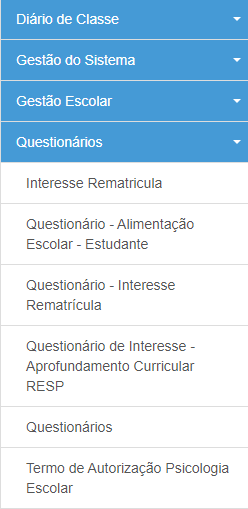 Diário de Classe
Gestão do Sistema
Gestão Escolar
Questionários
Interesse Rematricula
Questionário - Alimentação
Escolar - Estudante
Questionário - Interesse
Rematrícula
Questionário de Interesse -
Aprofundamento Curricular
RESP
Questionários
Termo de Autorização Psicologia
Escolar